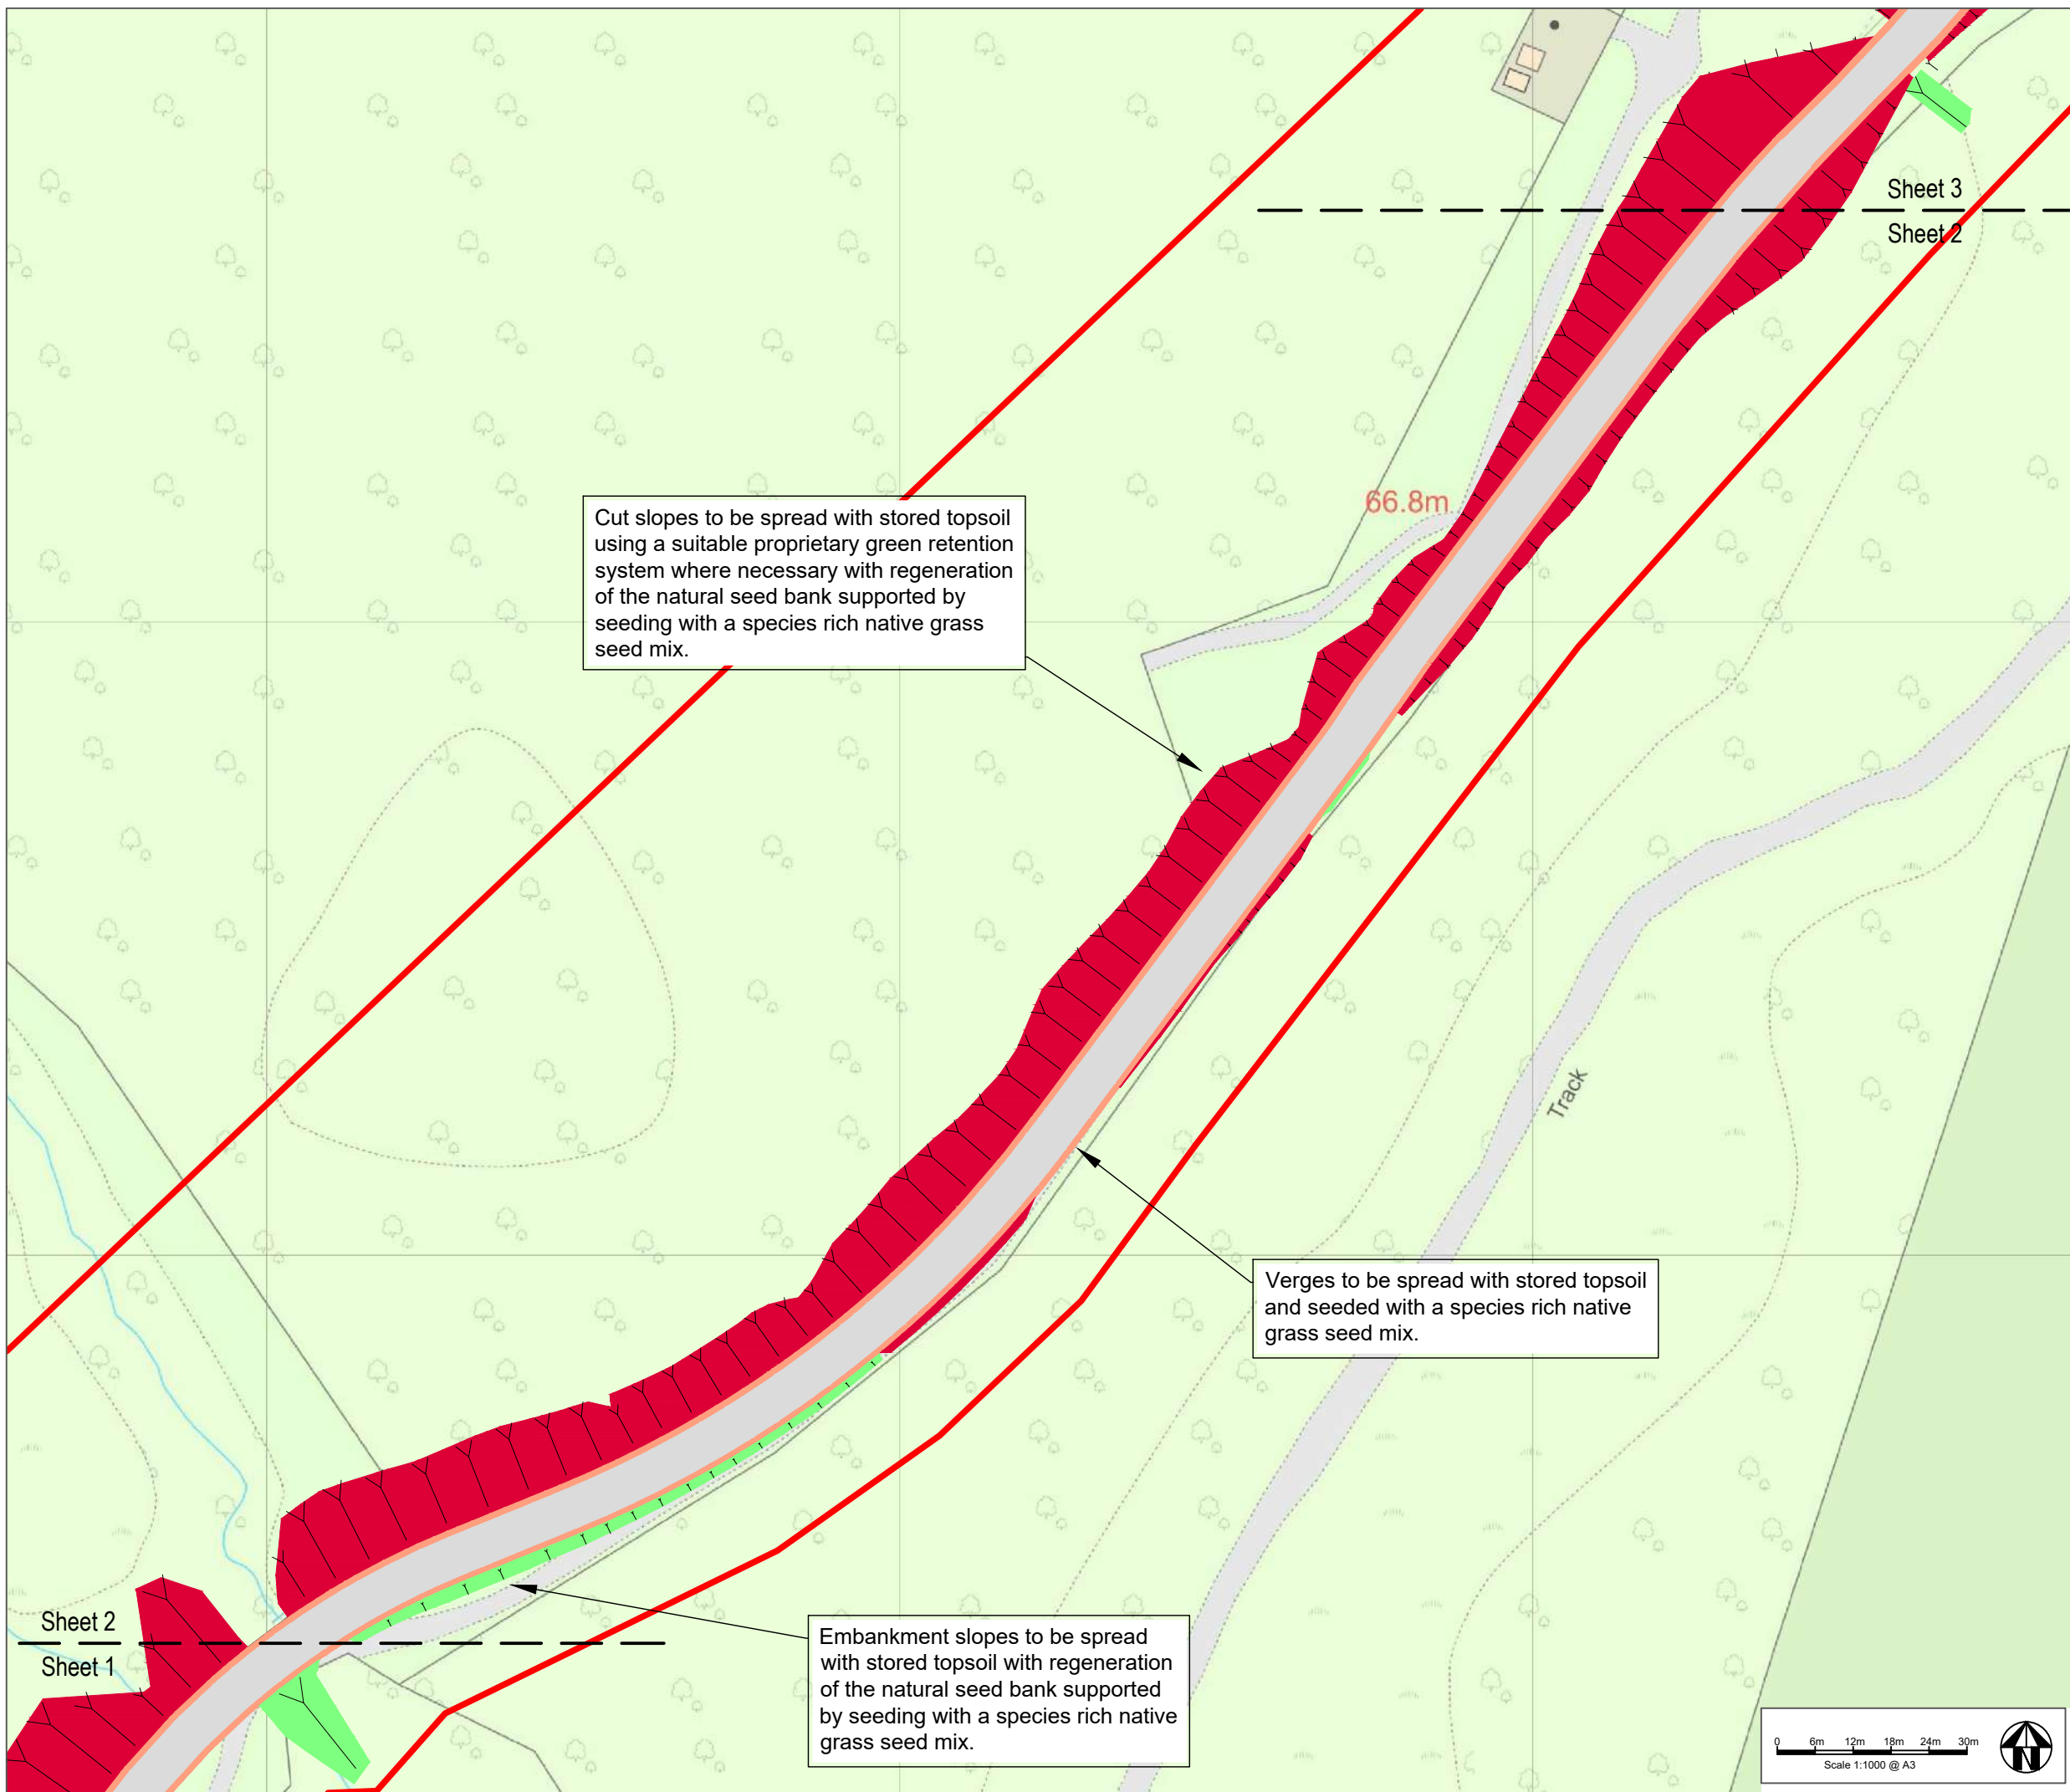 Sheet 3
Sheet 2
66.8m
Cut slopes to be spread with stored topsoil
using a suitable proprietary green retention
system where necessary with regeneration
of the natural seed bank supported by
seeding with a species rich native grass
seed mix.
Track
Verges to be spread with stored topsoil
and seeded with a species rich native
grass seed mix.
Sheet 2
Sheet 1
Embankment slopes to be spread
with stored topsoil with regeneration
of the natural seed bank supported
by seeding with a species rich native
grass seed mix.
0 6m 12m 18m 24m 30m
Scale 1:1000 @ A3
N